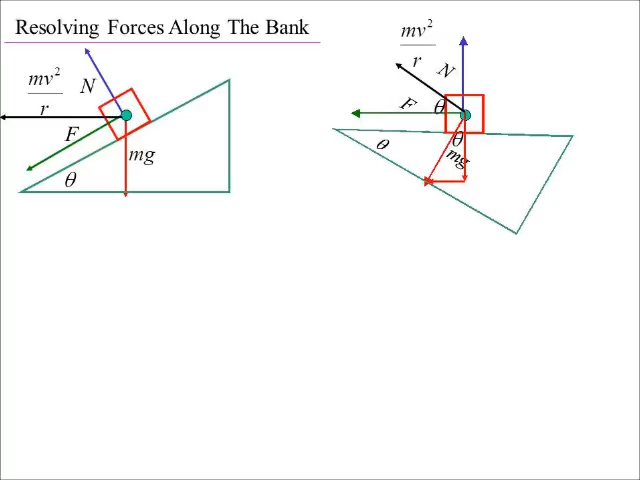 Resolving Forces Along The Bank
mv²
r
N
F
mg
θ
mv²
r
N
F
θ
θ
mg
θ